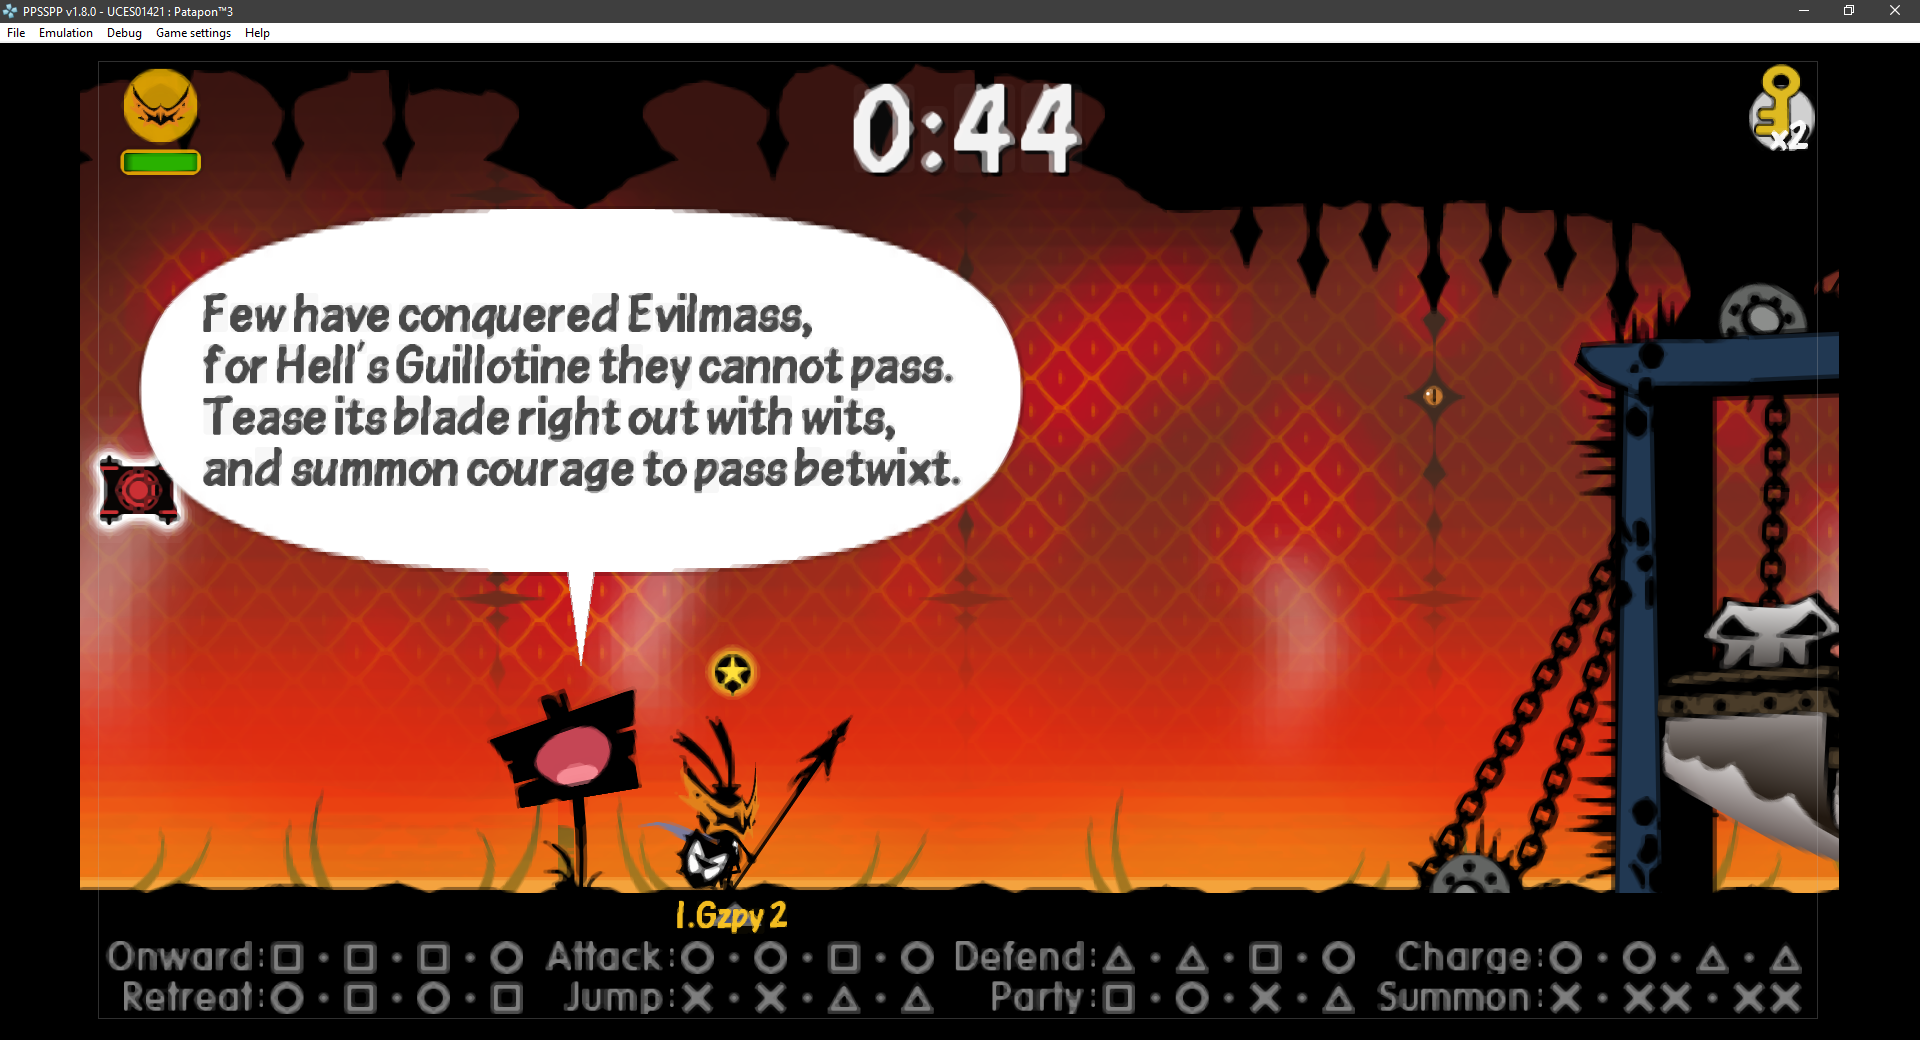 PPSSPP v1.8.0 - UCES01421 : Patapon™3
File Emulation Debug Game settings Help
0:44
x2
Few have conquered Evilmass,
for Hell's Guillotine they cannot pass.
Tease its blade right out with wits,
and summon courage to pass betwixt.
1.Gzpy 2
Onward: □ · □ · □ · ○ Attack: ○ · ○ · □ · ○ Defend: △ · △ · □ · ○ Charge: ○ · ○ · △ · △
Retreat: ○ · □ · ○ · □ Jump: X · X · △ · △ Party: □ · ○ · X · △ Summon: X · XX · XX